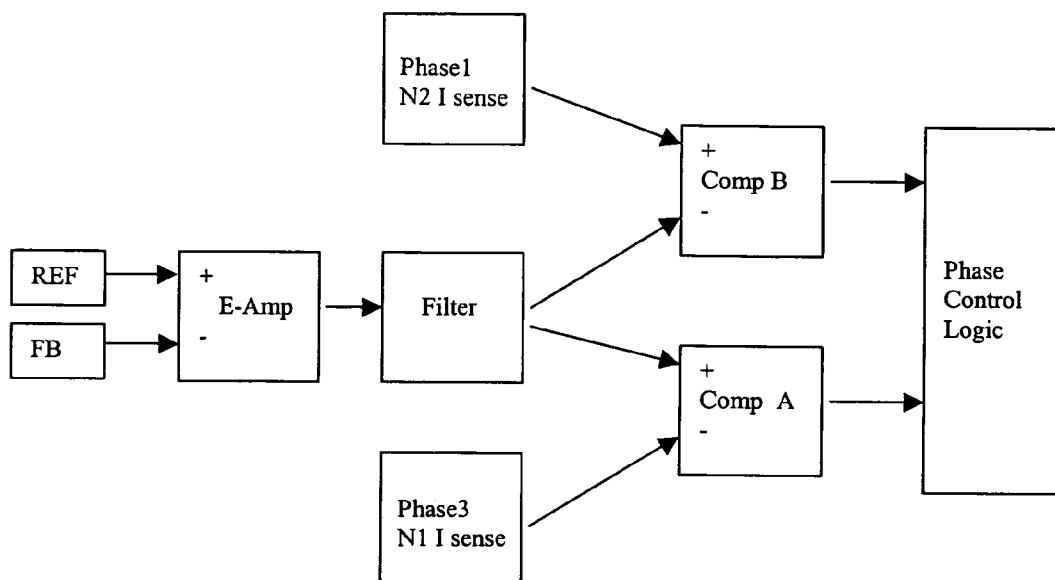 Phase1
N2 I sense
+
Comp B
-
REF
FB
+
E-Amp
-
Filter
+
Comp A
-
Phase3
N1 I sense
Phase
Control
Logic